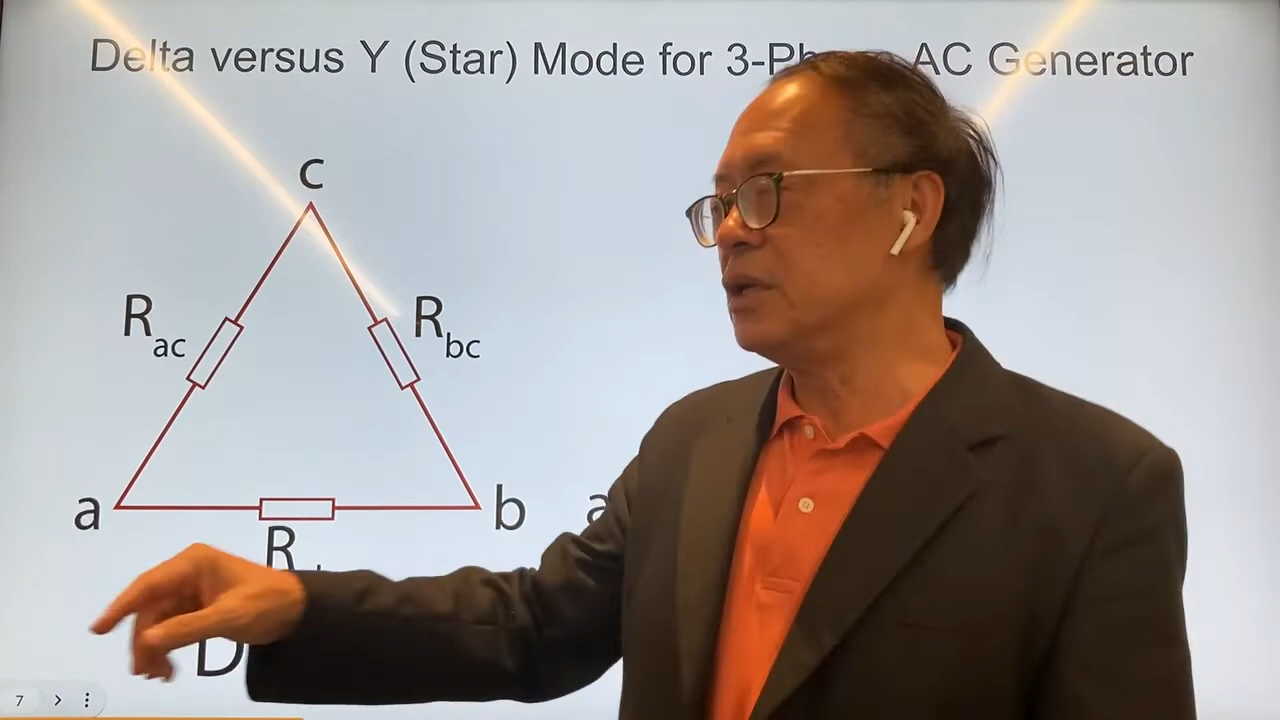 Delta versus Y (Star) Mode for 3-Ph AC Generator
c
R
ac
R
bc
a
b
a
R
D
7